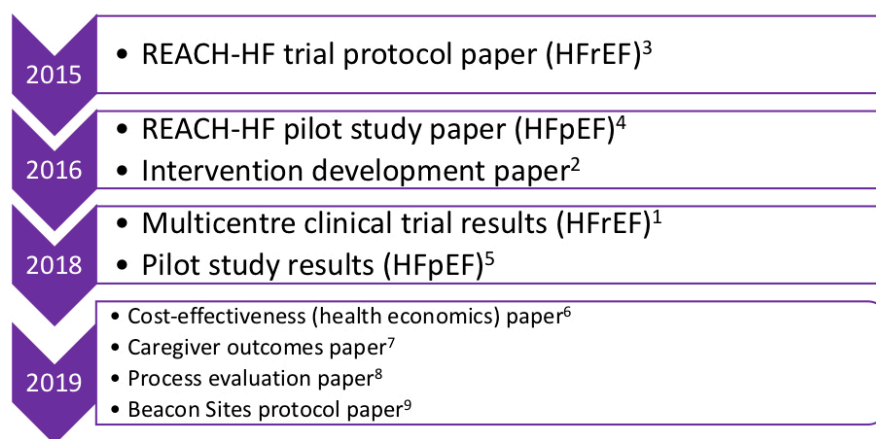 2015
• REACH-HF trial protocol paper (HFrEF)³
2016
• REACH-HF pilot study paper (HFpEF)⁴
• Intervention development paper²
2018
• Multicentre clinical trial results (HFrEF)¹
• Pilot study results (HFpEF)⁵
2019
• Cost-effectiveness (health economics) paper⁶
• Caregiver outcomes paper⁷
• Process evaluation paper⁸
• Beacon Sites protocol paper⁹